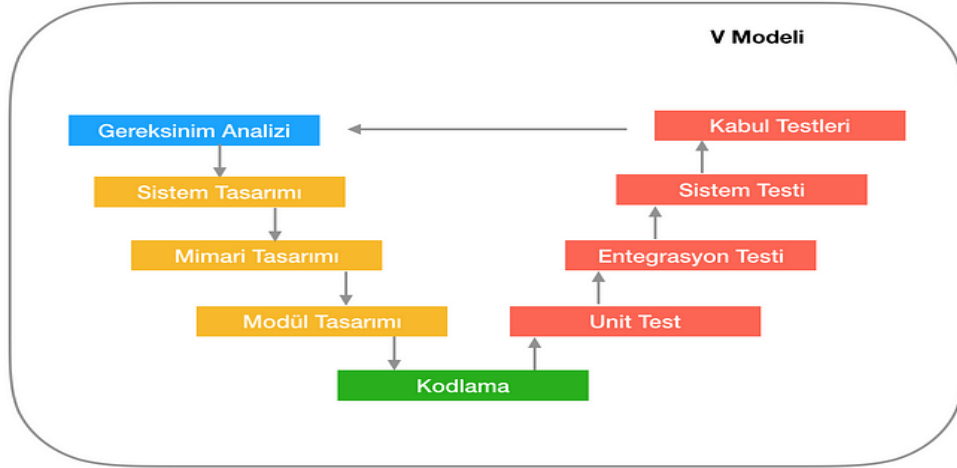 V Modeli
Gereksinim Analizi
Kabul Testleri
Sistem Tasarımı
Sistem Testi
Mimari Tasarımı
Entegrasyon Testi
Modül Tasarımı
Unit Test
Kodlama